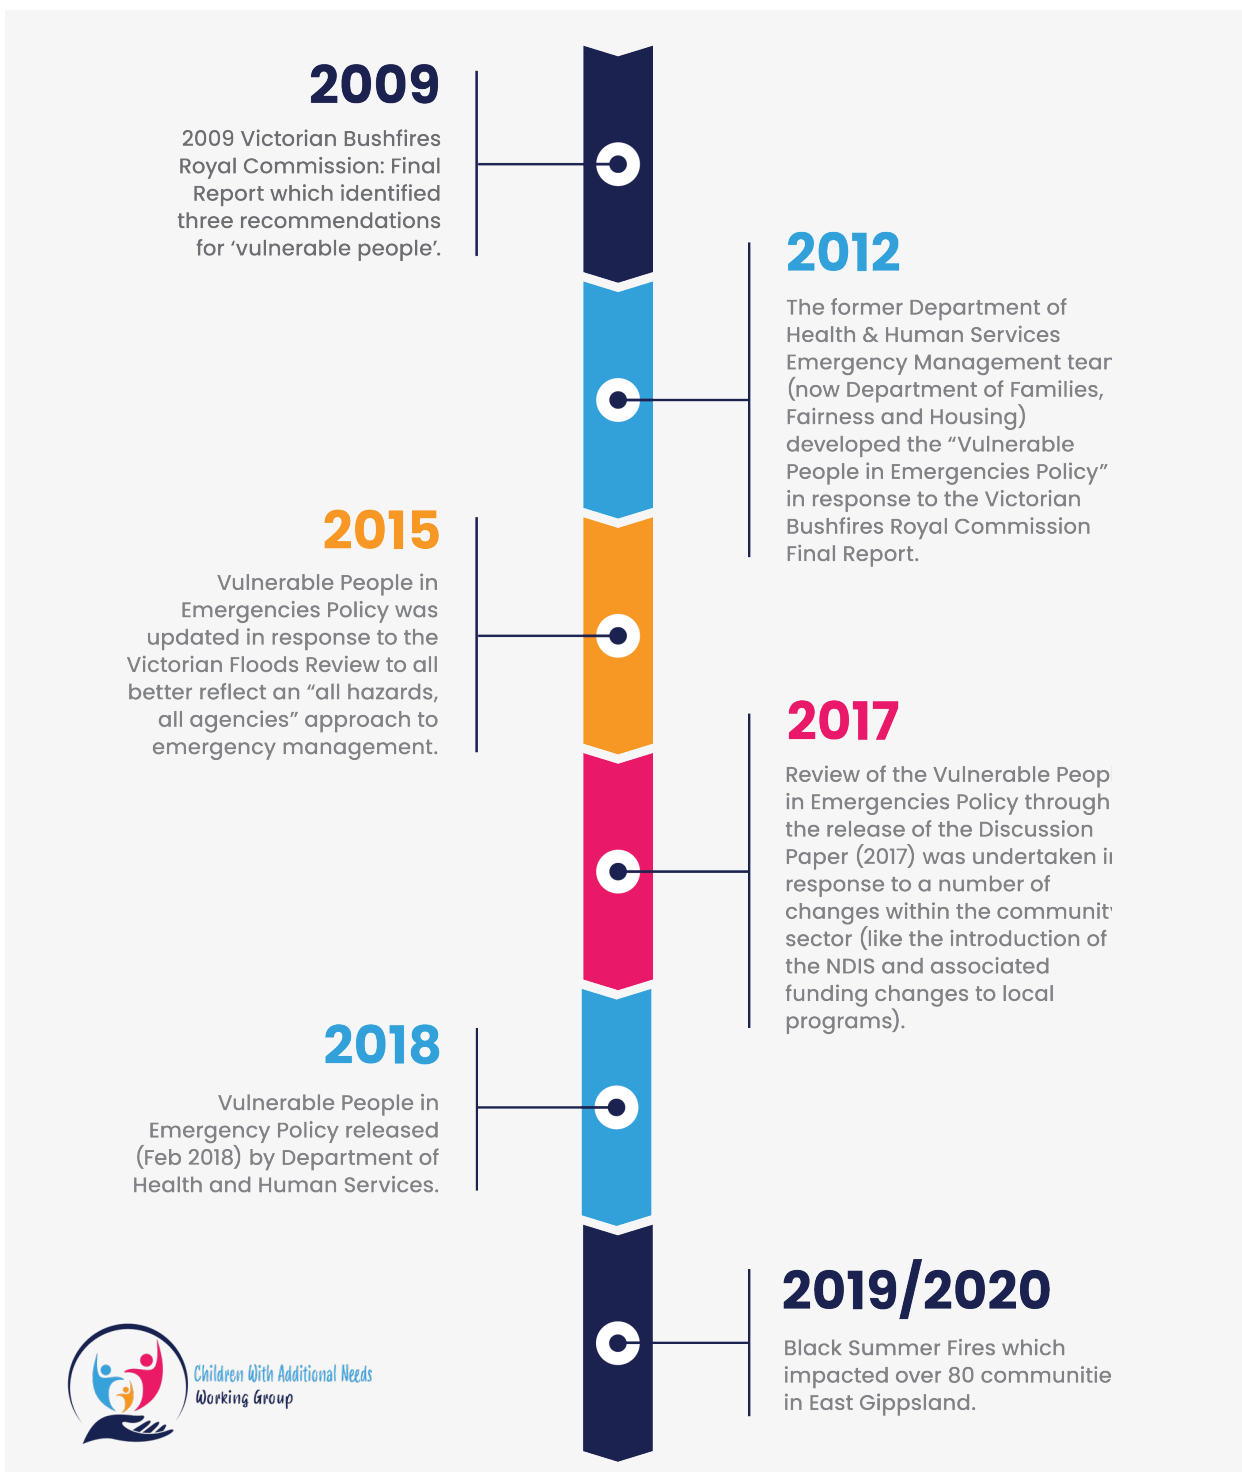 2009
2009 Victorian Bushfires
Royal Commission: Final
Report which identified
three recommendations
for ‘vulnerable people’.
2012
The former Department of
Health & Human Services
Emergency Management
(now Department of Families,
Fairness and Housing)
developed the “Vulnerable
People in Emergencies Policy”
in response to the Victorian
Bushfires Royal Commission
Final Report.
2015
Vulnerable People in
Emergencies Policy was
updated in response to the
Victorian Floods Review to all
better reflect an “all hazards,
all agencies” approach to
emergency management.
2017
Review of the Vulnerable Peop
in Emergencies Policy through
the release of the Discussion
Paper (2017) was undertaken
response to a number of
changes within the communit
sector (like the introduction of
the NDIS and associated
funding changes to local
programs).
2018
Vulnerable People in
Emergency Policy released
(Feb 2018) by Department of
Health and Human Services.
2019/2020
Black Summer Fires which
impacted over 80 communitie
in East Gippsland.
Children With Additional Needs
Working Group